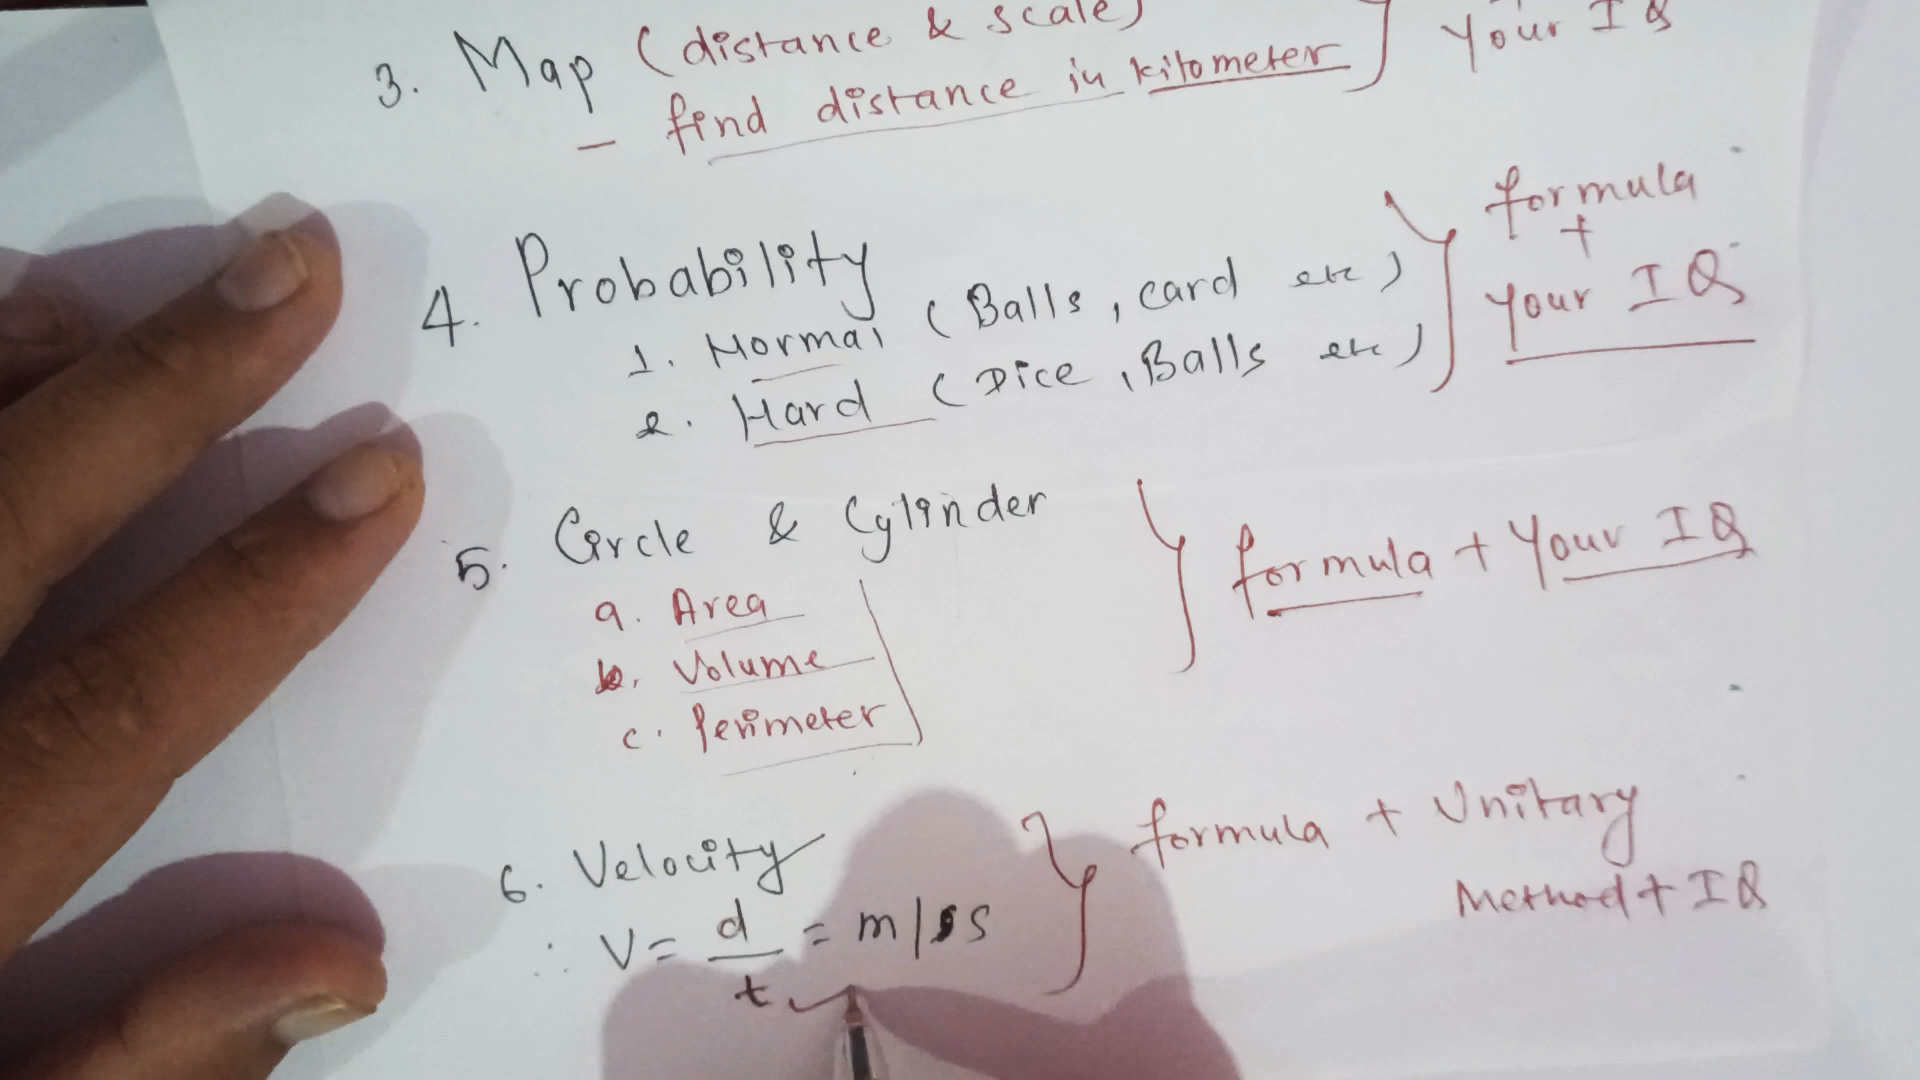 3. Map (distance & scale) Your IQ
– find distance in kilometer
4. Probability
1. Normal (Balls, card etc)
2. Hard (Dice, Balls etc)
formula
+
your IQ
5. Circle & Cylinder
a. Area
b. Volume
c. Perimeter
formula + Your IQ
6. Velocity
∴ V = d/t = m/s s
formula + Unitary
Method + IQ